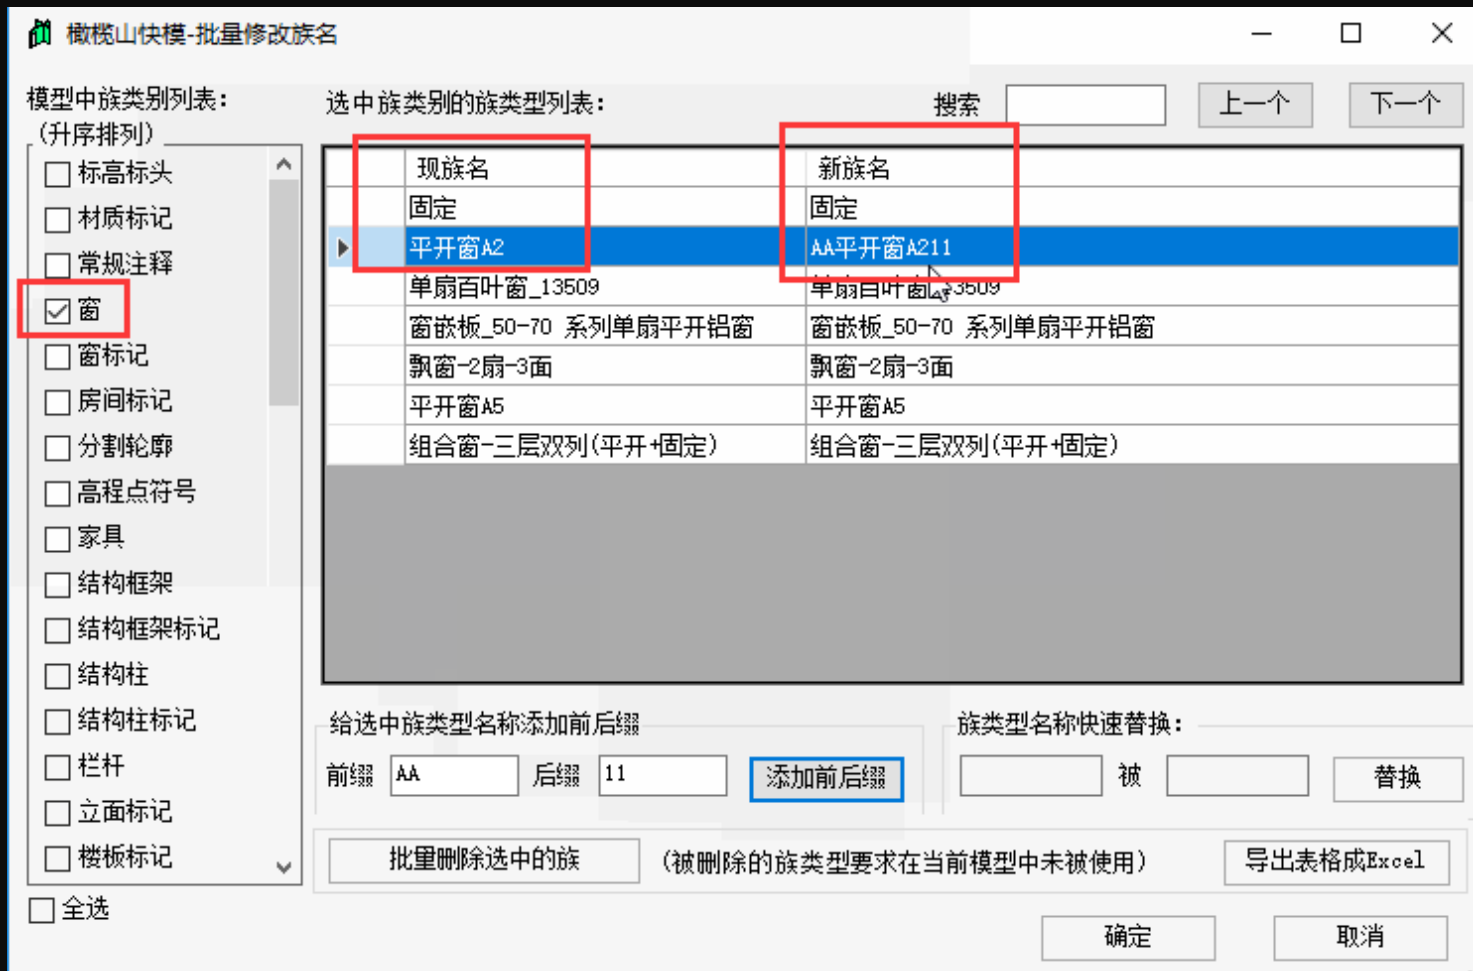 橄榄山快模-批量修改族名
模型中族类别列表:
(升序排列)
选中族类别的族类型列表:
搜索
上一个
下一个
标高标头
材质标记
常规注释
窗
窗标记
房间标记
分割轮廓
高程点符号
家具
结构框架
结构框架标记
结构柱
结构柱标记
栏杆
立面标记
楼板标记
全选
现族名 新族名
固定 固定
平开窗A2 AA平开窗A211
单扇百叶窗_13509 单扇百叶窗_13509
窗嵌板_50-70 系列单扇平开铝窗 窗嵌板_50-70 系列单扇平开铝窗
飘窗-2扇-3面 飘窗-2扇-3面
平开窗A5 平开窗A5
组合窗-三层双列(平开+固定) 组合窗-三层双列(平开+固定)
给选中族类型名称添加前后缀
前缀 AA 后缀 11 添加前后缀
族类型名称快速替换:
被 替换
批量删除选中的族 (被删除的族类型要求在当前模型中未被使用) 导出表格成Excel
确定 取消